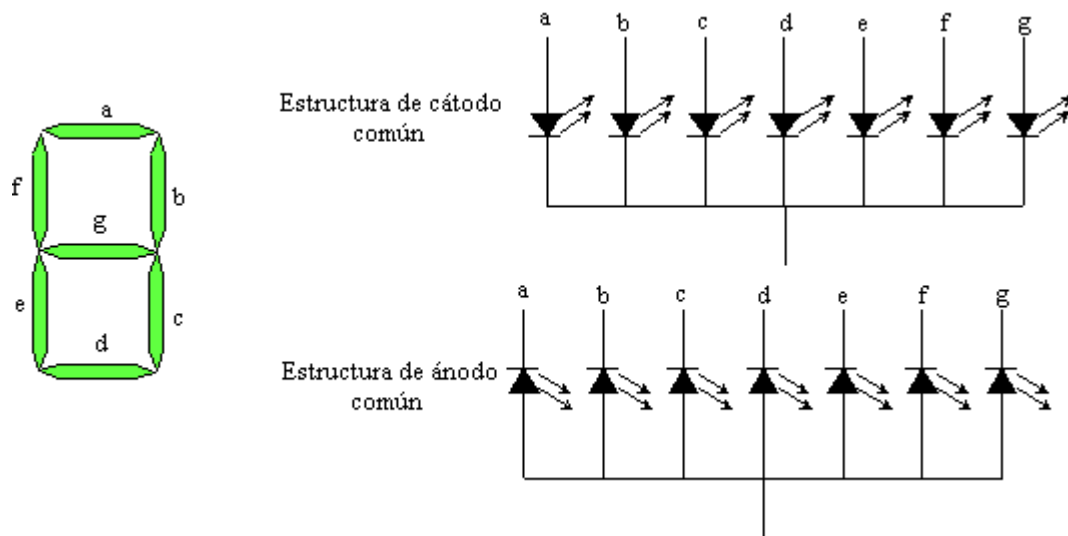 a
f
b
g
e
c
d
a b c d e f g
Estructura de cátodo
común
a b c d e f g
Estructura de ánodo
común